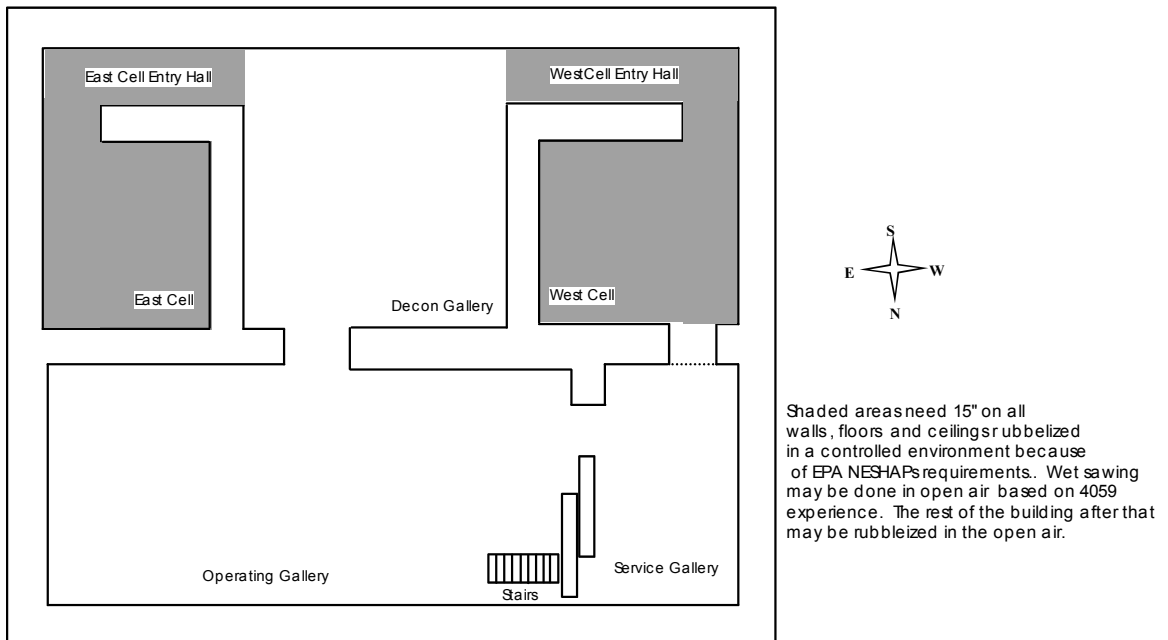 East Cell Entry Hall
WestCell Entry Hall
S
E
W
N
East Cell
West Cell
Decon Gallery
Shaded areas need 15" on all
walls, floors and ceilings r ubbelized
in a controlled environment because
of EPA NESHAPs requirements.. Wet sawing
may be done in open air based on 4059
experience. The rest of the building after that
may be rubbleized in the open air.
Operating Gallery
Service Gallery
Stairs